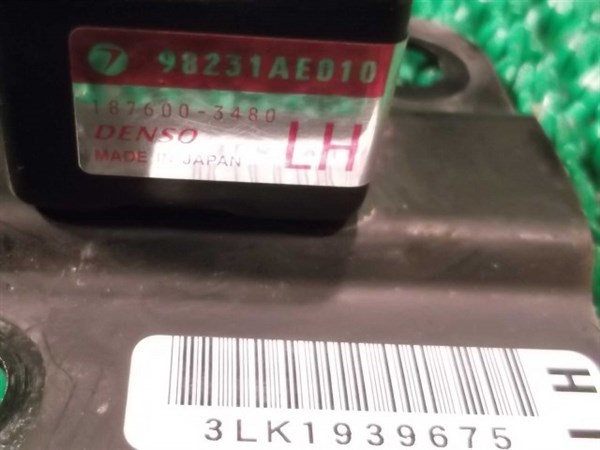 98231AE010
187600-3480
DENSO
MADE IN JAPAN
LH
3LK1939675
H